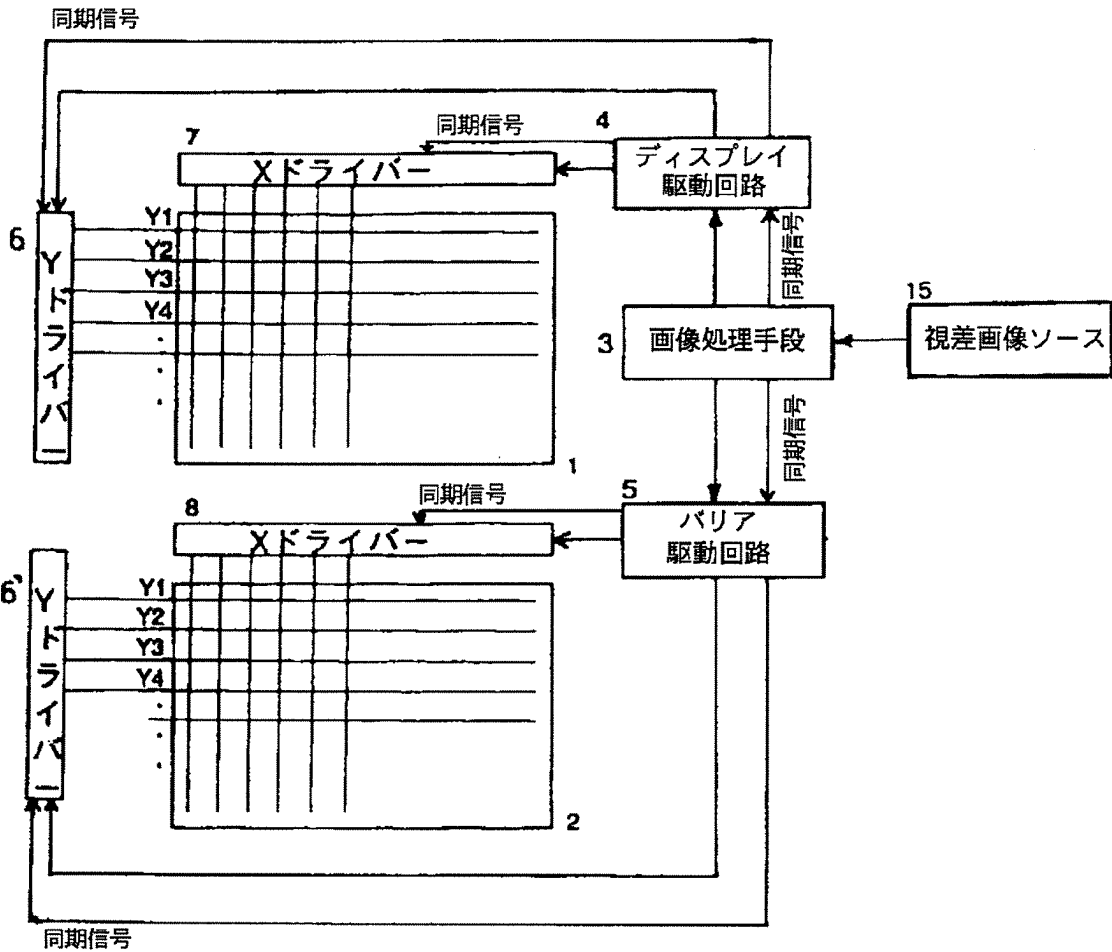 同期信号
7
同期信号
4
Xドライバー
ディスプレイ
駆動回路
6
Yドライバー
Y1
Y2
Y3
Y4
同期信号
3
画像処理手段
15
視差画像ソース
1
同期信号
8
同期信号
5
Xドライバー
バリア
駆動回路
6'
Yドライバー
Y1
Y2
Y3
Y4
2
同期信号